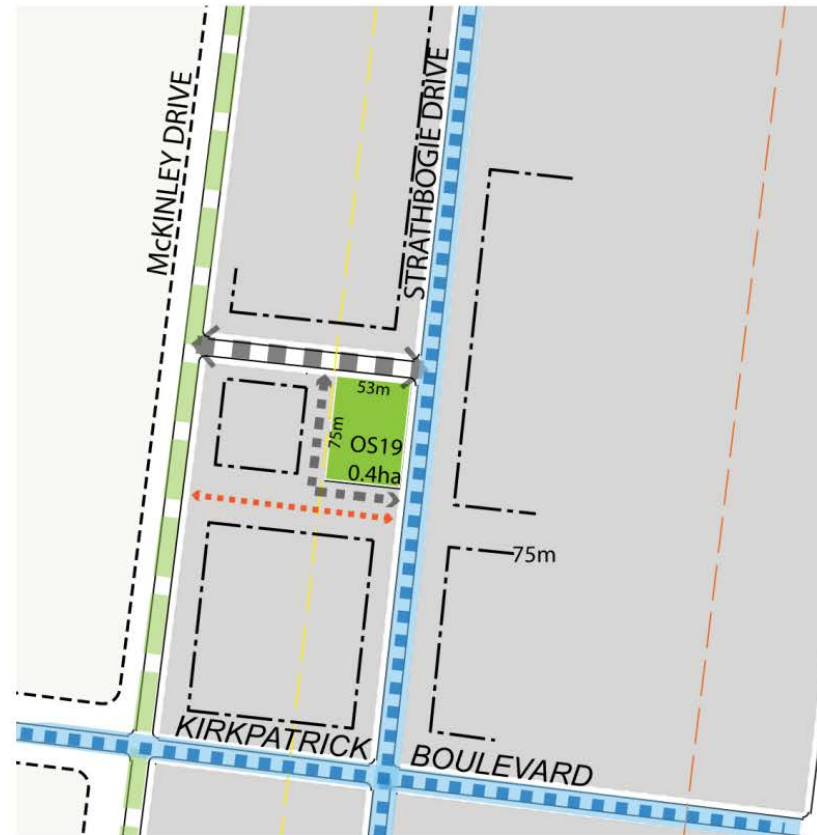 McKINLEY DRIVE
STRATHBOGIE DRIVE
53m
75m
OS19
0.4ha
75m
KIRKPATRICK BOULEVARD